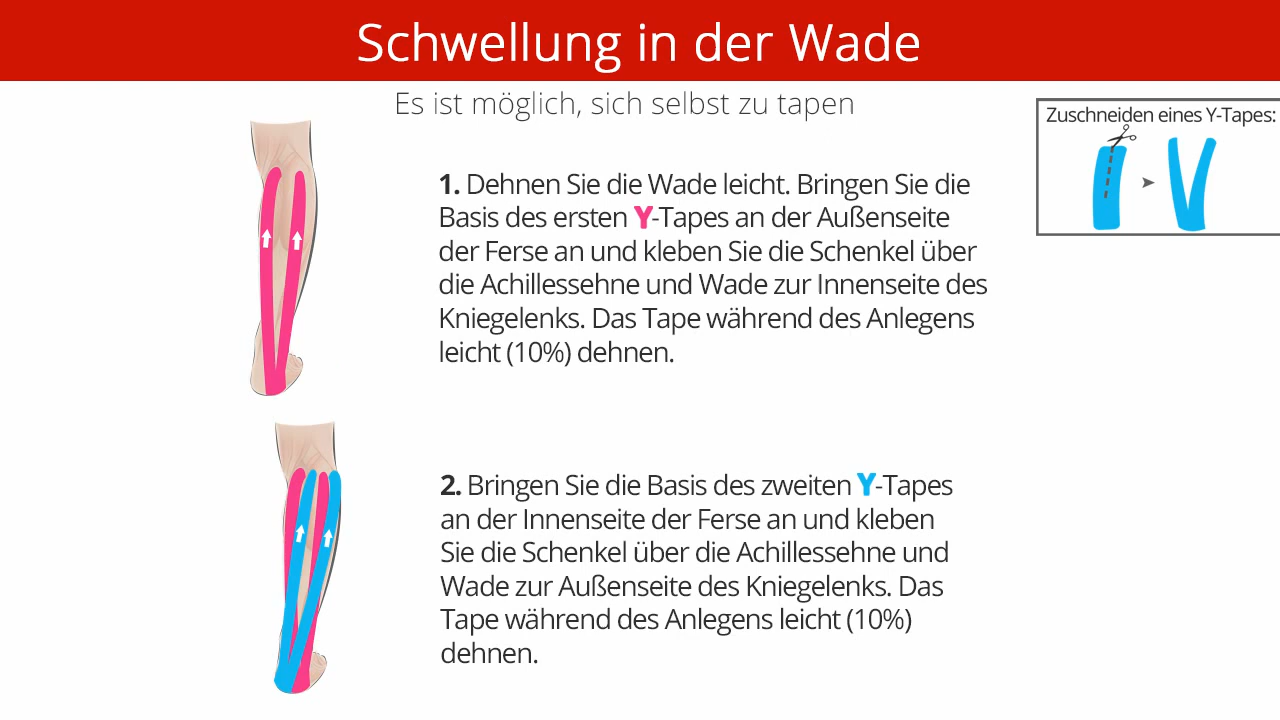 Schwellung in der Wade
Es ist möglich, sich selbst zu tapen
Zuschneiden eines Y-Tapes:
1. Dehnen Sie die Wade leicht. Bringen Sie die
Basis des ersten Y-Tapes an der Außenseite
der Ferse an und kleben Sie die Schenkel über
die Achillessehne und Wade zur Innenseite des
Kniegelenks. Das Tape während des Anlegens
leicht (10%) dehnen.
2. Bringen Sie die Basis des zweiten Y-Tapes
an der Innenseite der Ferse an und kleben
Sie die Schenkel über die Achillessehne und
Wade zur Außenseite des Kniegelenks. Das
Tape während des Anlegens leicht (10%)
dehnen.